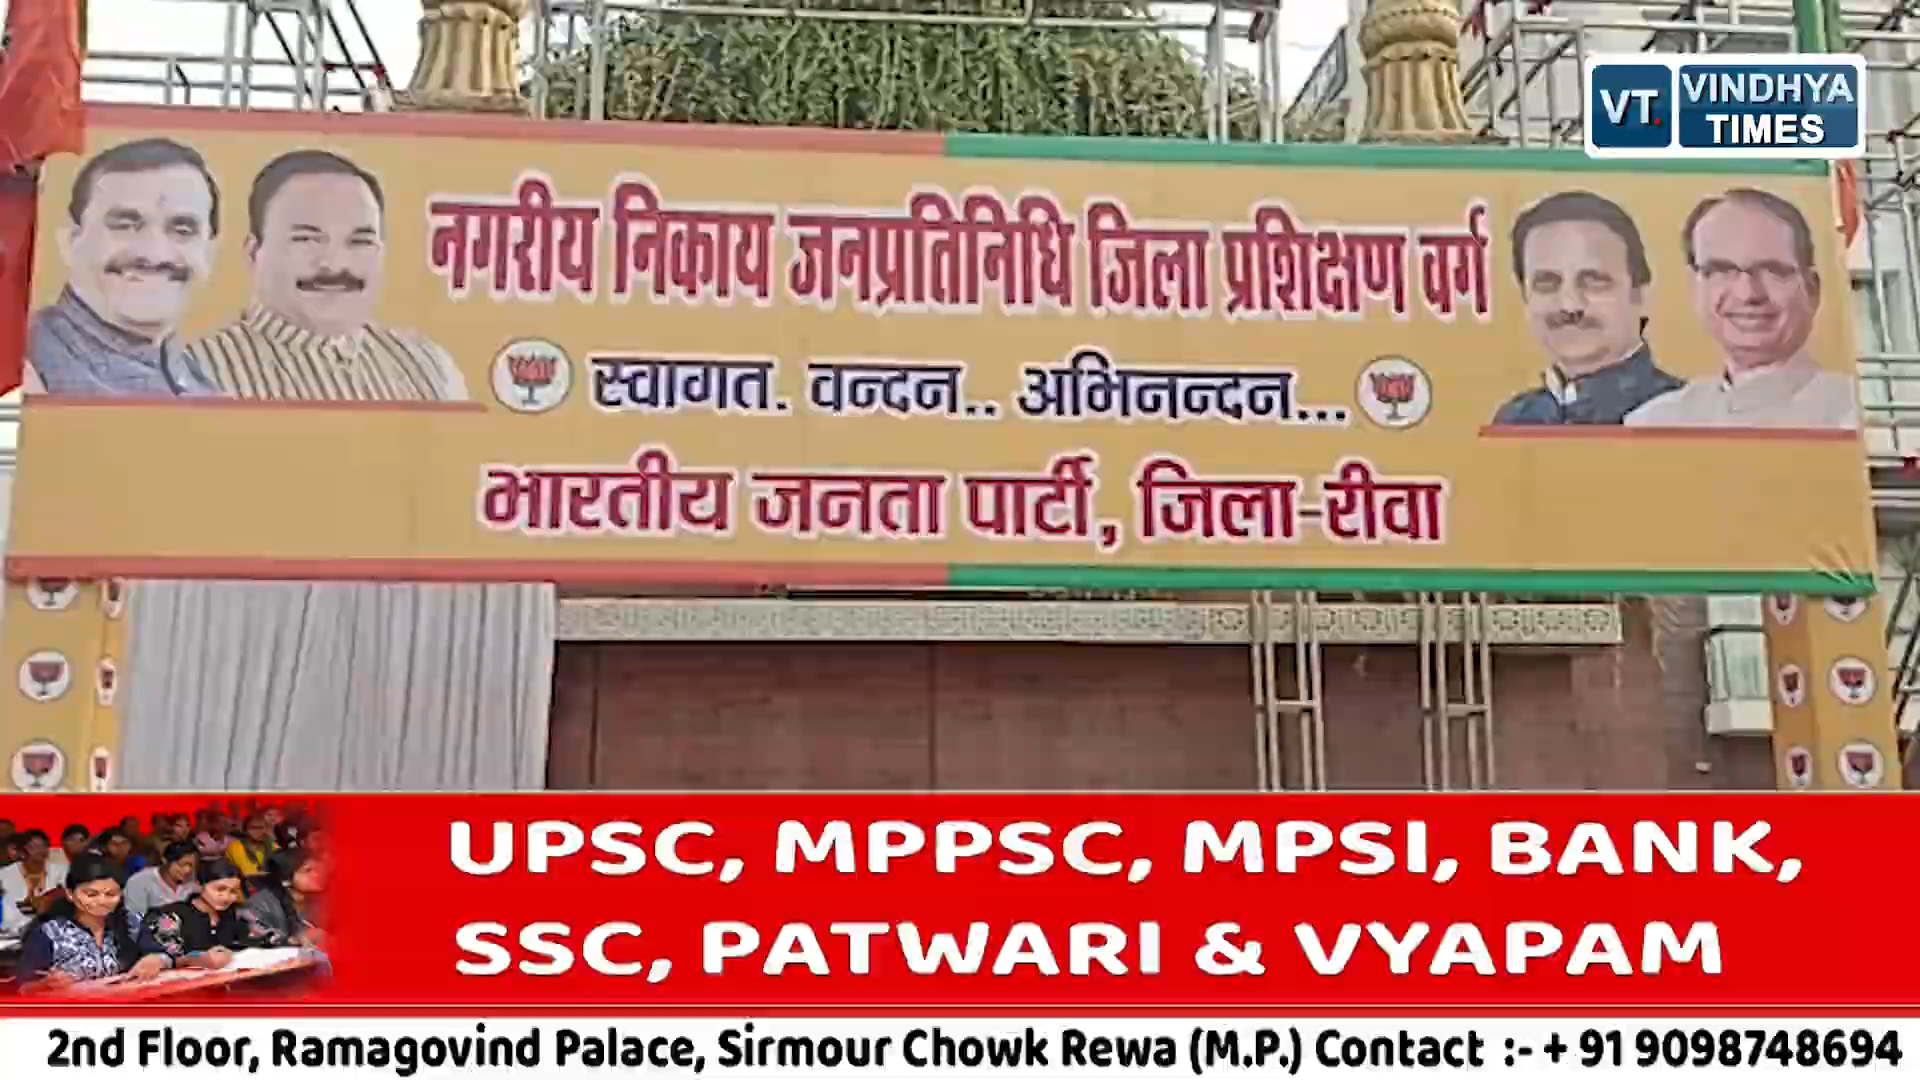 VT.
VINDHYA
TIMES
नगरीय निकाय जनप्रतिनिधि जिला प्रशिक्षण वर्ग
स्वागत. वन्दन.. अभिनन्दन...
भारतीय जनता पार्टी, जिला-रीवा
UPSC, MPPSC, MPSI, BANK,
SSC, PATWARI & VYAPAM
2nd Floor, Ramagovind Palace, Sirmour Chowk Rewa (M.P.) Contact :- + 91 9098748694